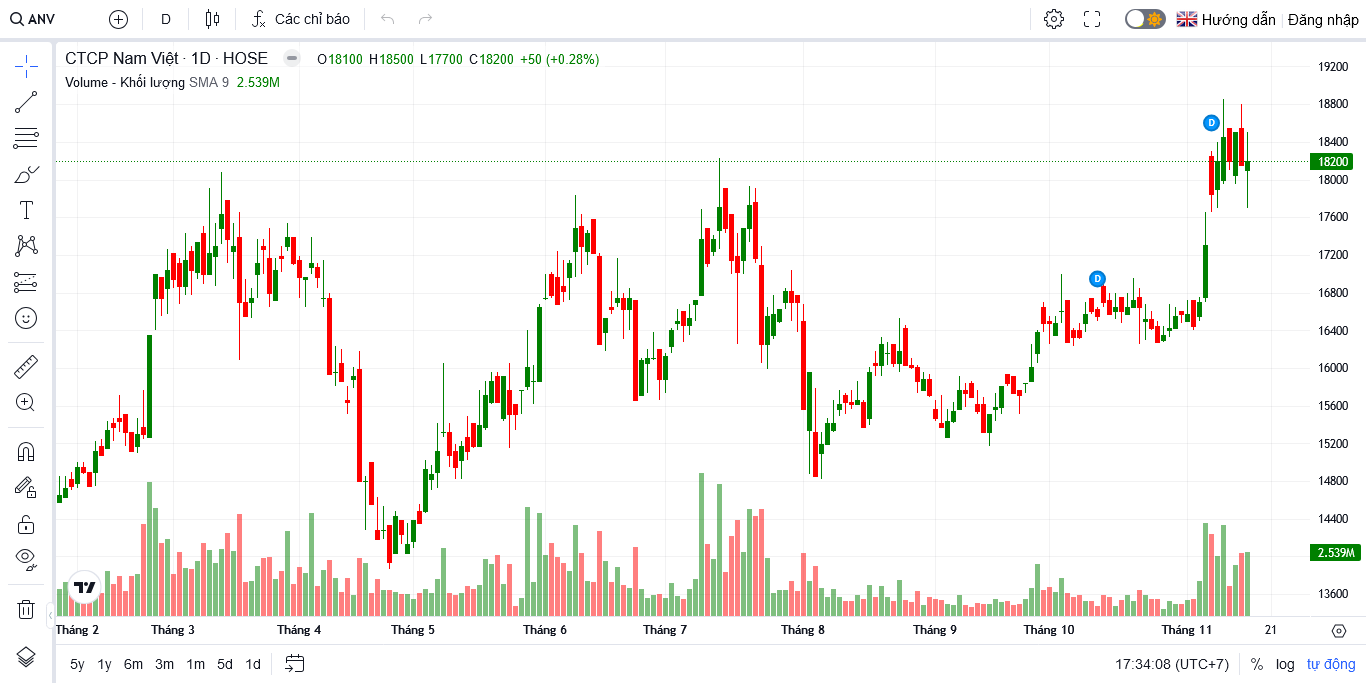 ANV D Các chỉ báo Hướng dẫn Đăng nhập
CTCP Nam Việt · 1D · HOSE O18100 H18500 L17700 C18200 +50 (+0.28%)
Volume - Khối lượng SMA 9 2.539M
19200
18800
D
18400
18200
18000
17600
17200
D
16800
16400
16000
15600
15200
14800
14400
2.539M
13600
Tháng 2 Tháng 3 Tháng 4 Tháng 5 Tháng 6 Tháng 7 Tháng 8 Tháng 9 Tháng 10 Tháng 11 21
5y 1y 6m 3m 1m 5d 1d 17:34:08 (UTC+7) % log tự động